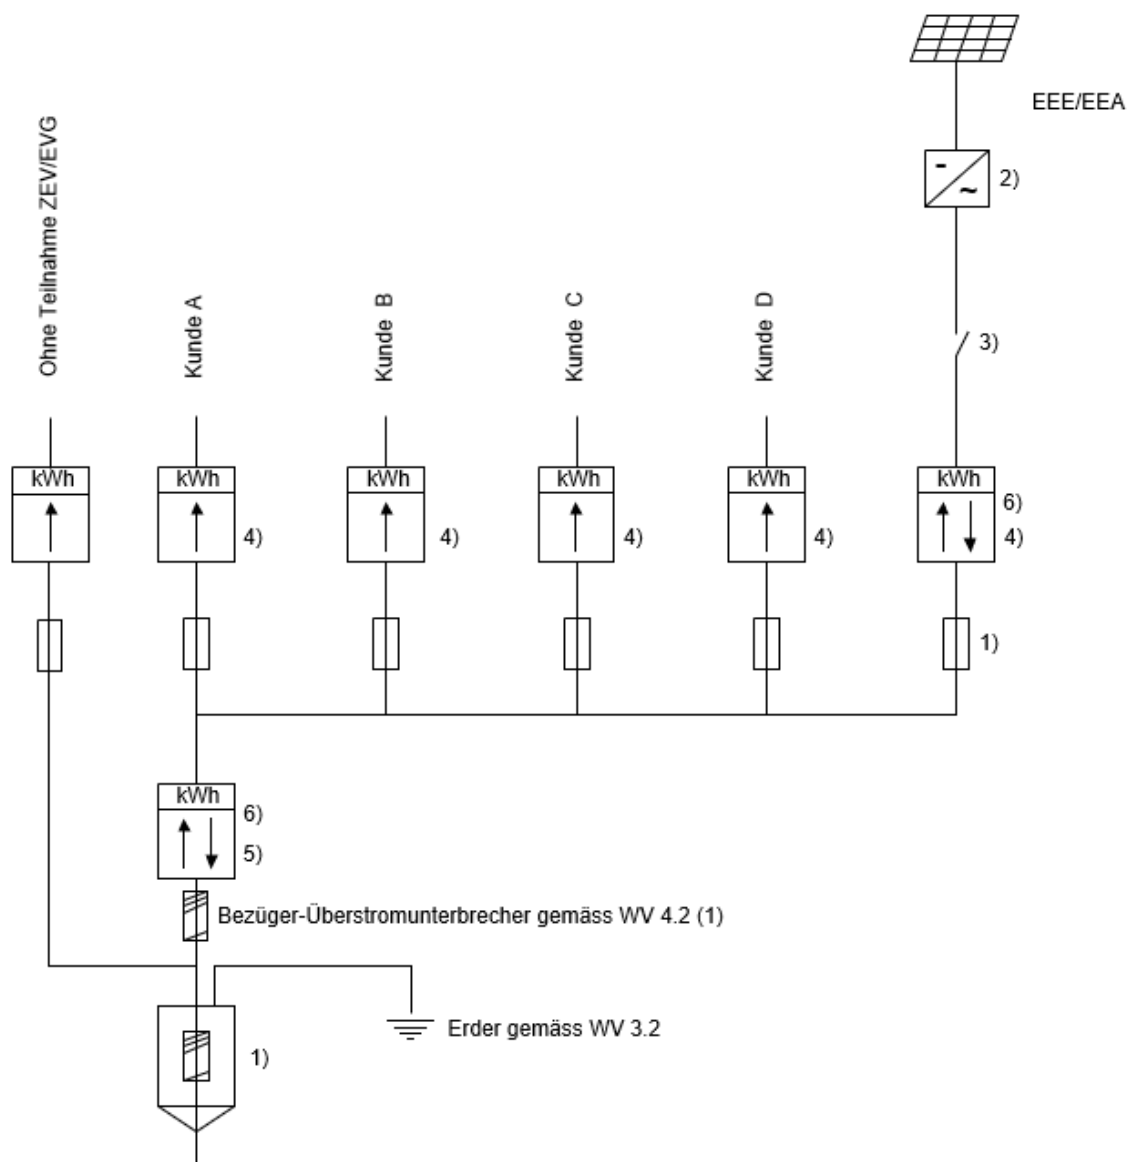 EEE/EEA
- ~ 2)
Ohne Teilnahme ZEV/EVG
Kunde A
Kunde B
Kunde C
Kunde D
3)
kWh kWh kWh kWh kWh kWh
6)
4) 4) 4) 4) 4)
1)
kWh
6)
5)
Bezüger-Überstromunterbrecher gemäss WV 4.2 (1)
Erder gemäss WV 3.2
1)